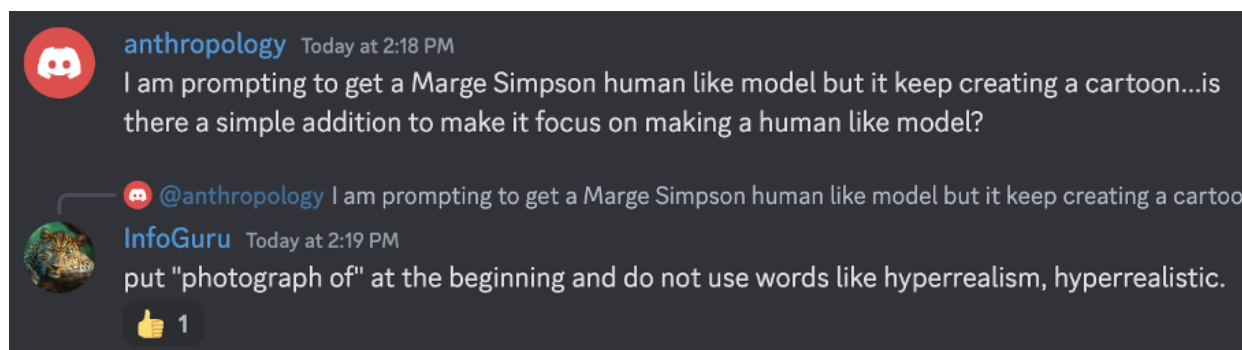 anthropology Today at 2:18 PM
I am prompting to get a Marge Simpson human like model but it keep creating a cartoon...is
there a simple addition to make it focus on making a human like model?
@anthropology I am prompting to get a Marge Simpson human like model but it keep creating a cartoo
InfoGuru Today at 2:19 PM
put "photograph of" at the beginning and do not use words like hyperrealism, hyperrealistic.
👍 1